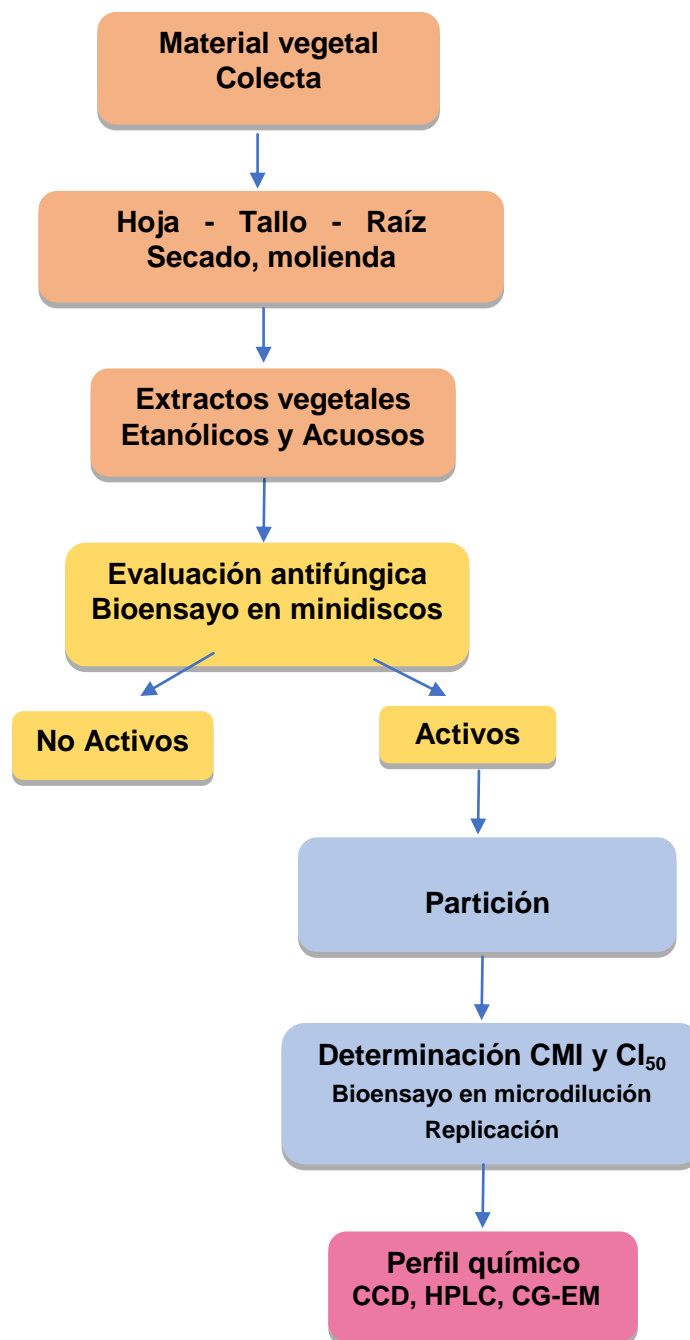 Material vegetal
Colecta
Hoja - Tallo - Raíz
Secado, molienda
Extractos vegetales
Etanólicos y Acuosos
Evaluación antifúngica
Bioensayo en minidiscos
No Activos
Activos
Partición
Determinación CMI y CI₅₀
Bioensayo en microdilución
Replicación
Perfil químico
CCD, HPLC, CG-EM